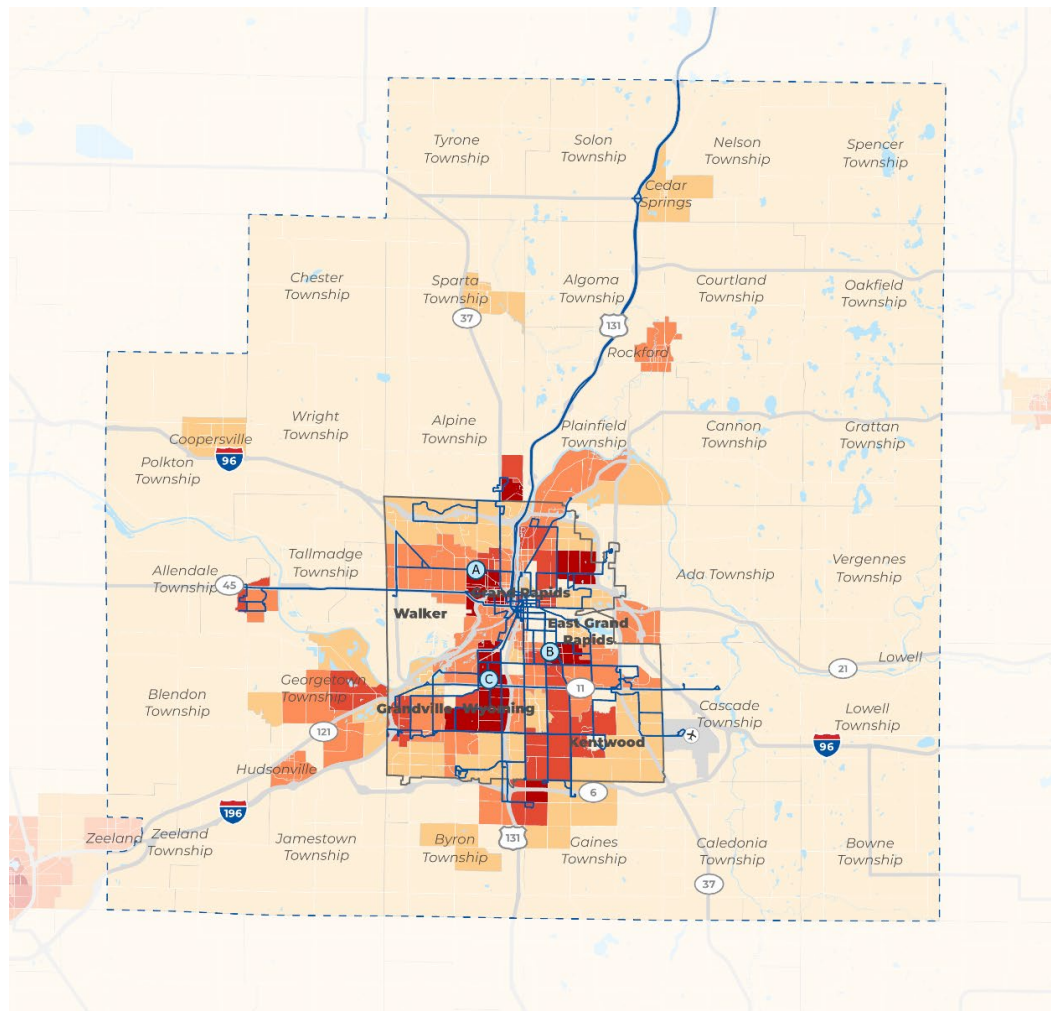 Tyrone
Township
Solon
Township
Nelson
Township
Spencer
Township
Cedar
Springs
Chester
Township
Sparta
Township
Algoma
Township
Courtland
Township
Oakfield
Township
37
131
Rockford
Wright
Township
Alpine
Township
Plainfield
Township
Cannon
Township
Grattan
Township
Coopersville
96
Polkton
Township
Tallmadge
Township
Allendale
Township
45
A
Grand Rapids
Ada Township
Vergennes
Township
Walker
East Grand
Rapids
B
21
Lowell
Georgetown
Township
C
11
Blendon
Township
Grandville
Wyoming
Cascade
Township
Lowell
Township
121
Kentwood
96
Hudsonville
6
196
Zeeland
Zeeland
Township
Jamestown
Township
Byron
Township
131
Gaines
Township
Caledonia
Township
Bowne
Township
37